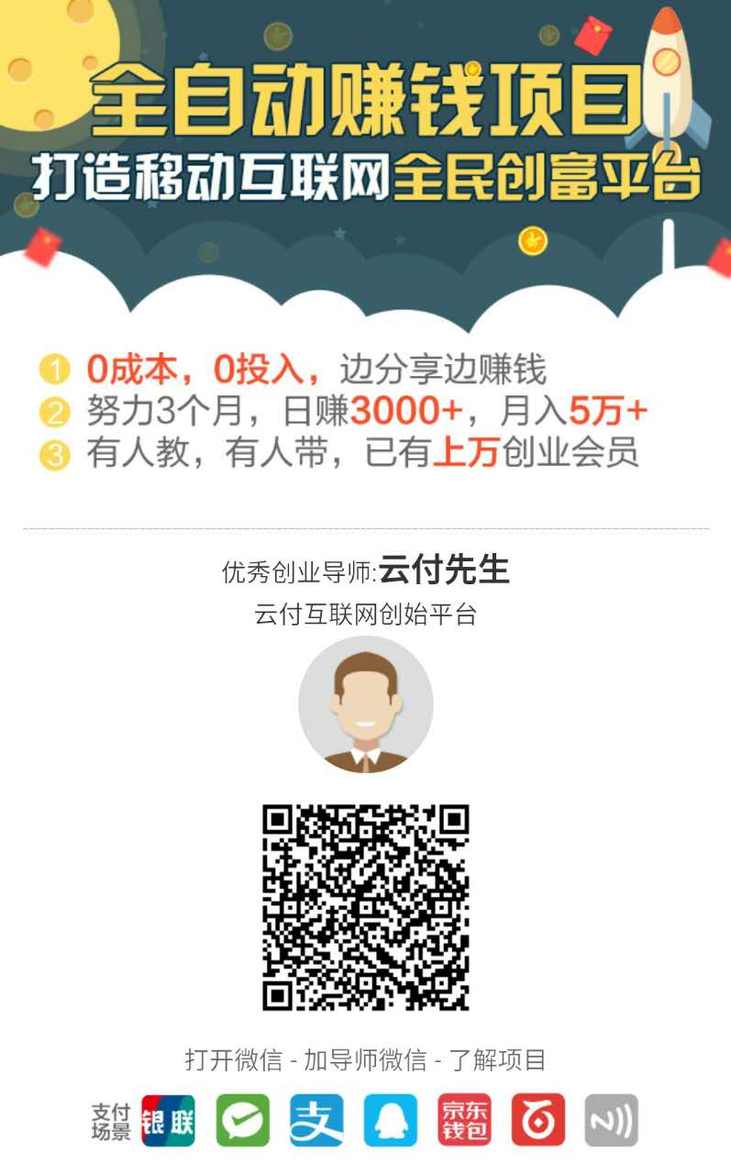 全自动赚钱项目
打造移动互联网全民创富平台
1 0成本，0投入，边分享边赚钱
2 努力3个月，日赚3000+，月入5万+
3 有人教，有人带，已有上万创业会员
优秀创业导师:云付先生
云付互联网创始平台
打开微信 - 加导师微信 - 了解项目
支付场景 银联 支 京东钱包